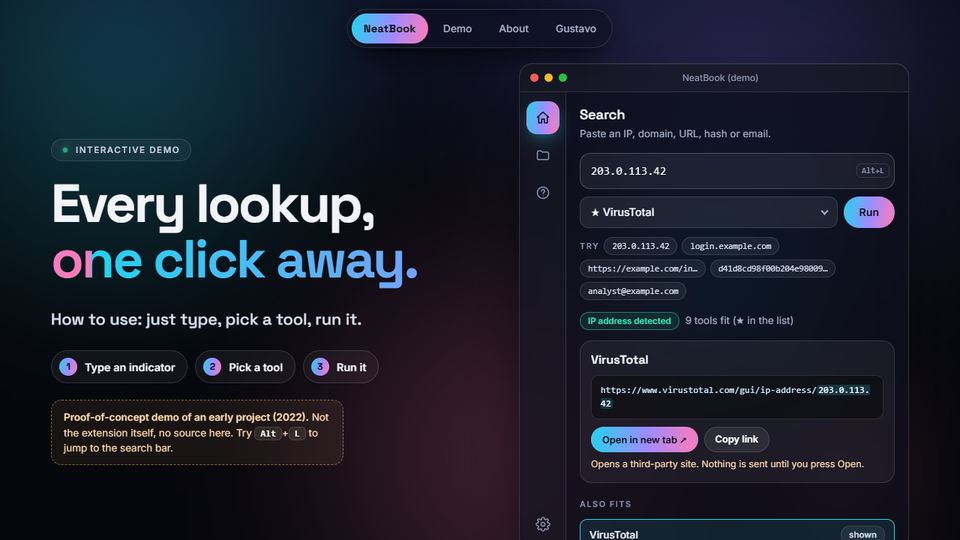 NeatBook Demo About Gustavo
INTERACTIVE DEMO
Every lookup,
one click away.
How to use: just type, pick a tool, run it.
1 Type an indicator 2 Pick a tool 3 Run it
Proof-of-concept demo of an early project (2022). Not
the extension itself, no source here. Try Alt+L to
jump to the search bar.
NeatBook (demo)
Search
Paste an IP, domain, URL, hash or email.
203.0.113.42 Alt+L
★ VirusTotal Run
TRY 203.0.113.42 login.example.com
https://example.com/in… d41d8cd98f00b204e98009…
analyst@example.com
IP address detected 9 tools fit (★ in the list)
VirusTotal
https://www.virustotal.com/gui/ip-address/203.0.113.
42
Open in new tab ↗ Copy link
Opens a third-party site. Nothing is sent until you press Open.
ALSO FITS
VirusTotal shown